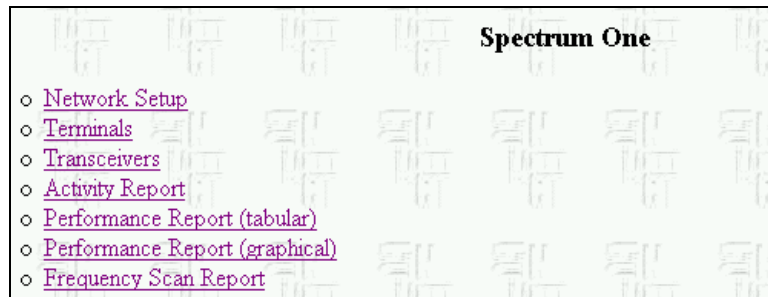 Spectrum One
Network Setup
Terminals
Transceivers
Activity Report
Performance Report (tabular)
Performance Report (graphical)
Frequency Scan Report